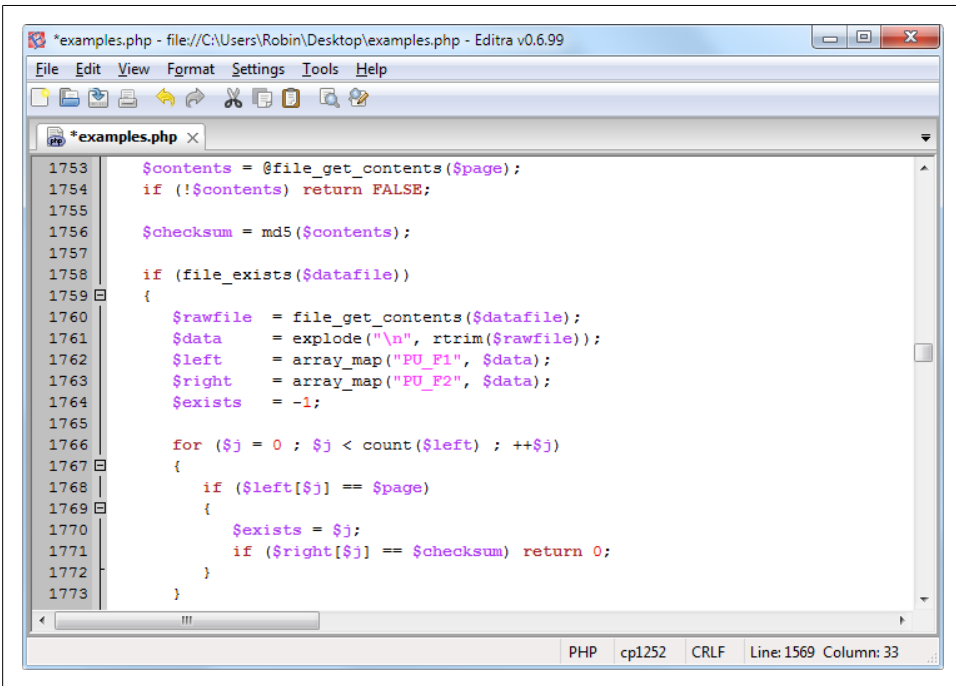 *examples.php - file://C:\Users\Robin\Desktop\examples.php - Editra v0.6.99
File Edit View Format Settings Tools Help
*examples.php
1753 $contents = @file_get_contents($page);
1754 if (!$contents) return FALSE;
1755
1756 $checksum = md5($contents);
1757
1758 if (file_exists($datafile))
1759 {
1760 $rawfile = file_get_contents($datafile);
1761 $data = explode("\n", rtrim($rawfile));
1762 $left = array_map("PU_F1", $data);
1763 $right = array_map("PU_F2", $data);
1764 $exists = -1;
1765
1766 for ($j = 0 ; $j < count($left) ; ++$j)
1767 {
1768 if ($left[$j] == $page)
1769 {
1770 $exists = $j;
1771 if ($right[$j] == $checksum) return 0;
1772 }
1773 }
PHP cp1252 CRLF Line: 1569 Column: 33